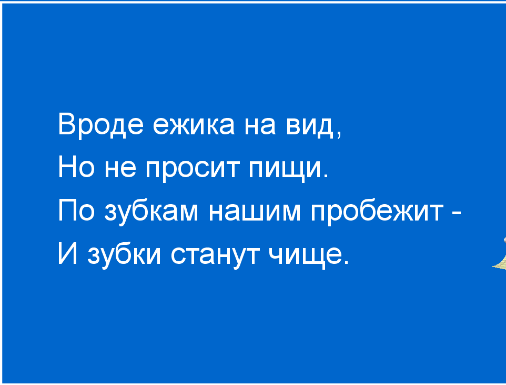 Вроде ежика на вид,
Но не просит пищи.
По зубкам нашим пробежит -
И зубки станут чище.